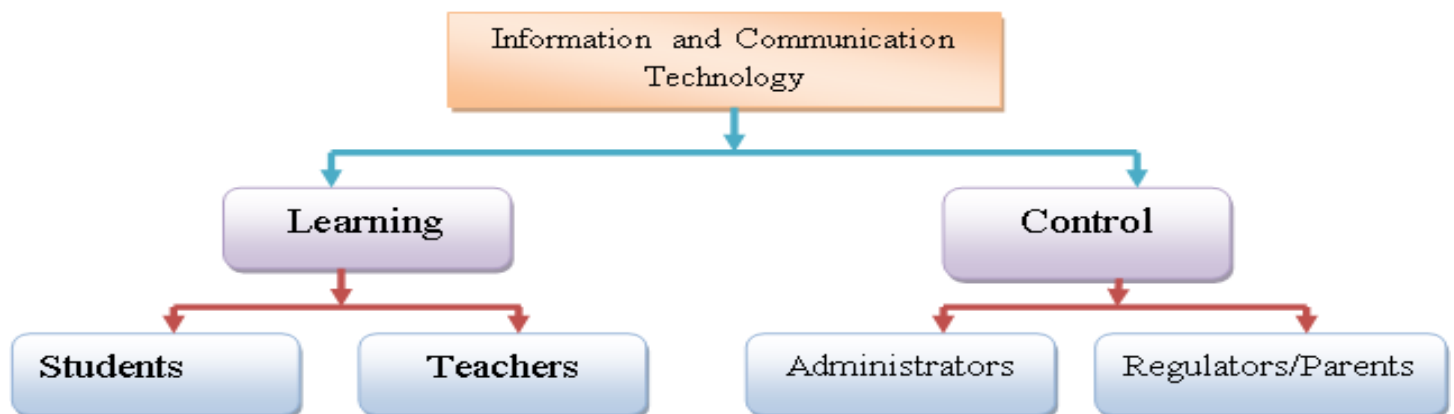 Information and Communication
Technology
Learning
Control
Students
Teachers
Administrators
Regulators/Parents